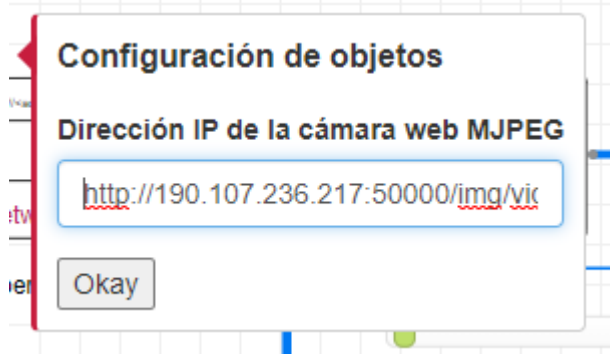 Configuración de objetos
Dirección IP de la cámara web MJPEG
http://190.107.236.217:50000/img/vid
Okay